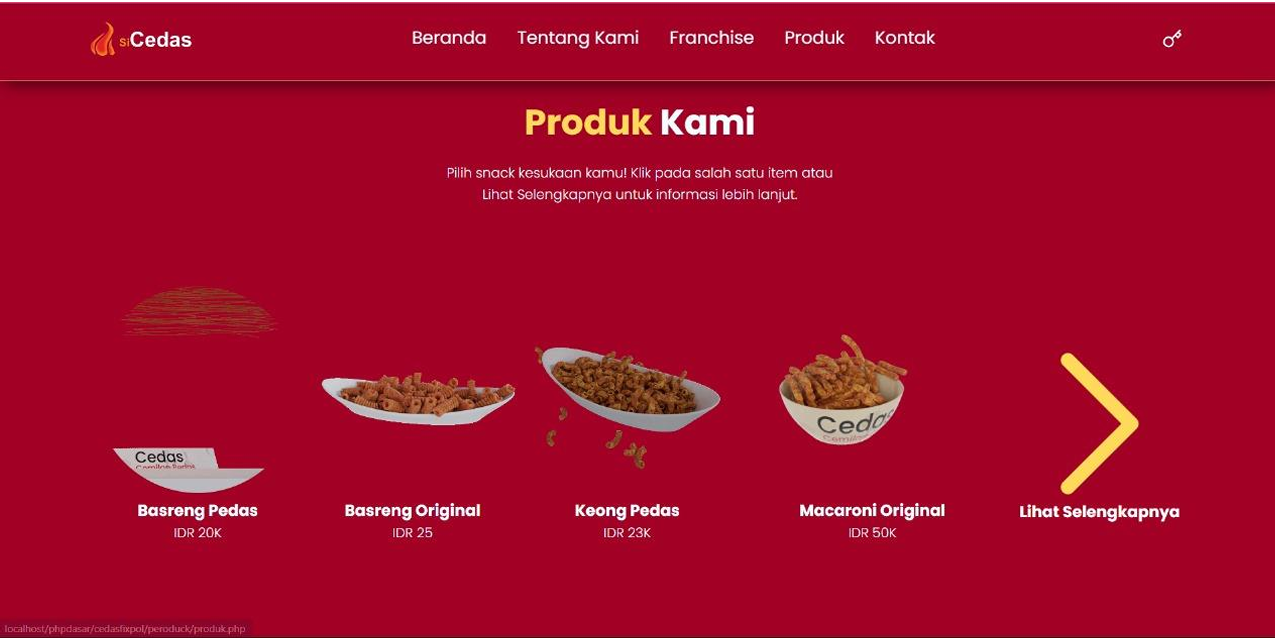 siCedas
Beranda Tentang Kami Franchise Produk Kontak
Produk Kami
Pilih snack kesukaan kamu! Klik pada salah satu item atau
Lihat Selengkapnya untuk informasi lebih lanjut.
Cedas
Cemilan Pedas
Cedas
Basreng Pedas
IDR 20K
Basreng Original
IDR 25
Keong Pedas
IDR 23K
Macaroni Original
IDR 50K
Lihat Selengkapnya
localhost/phpdasar/cedasfixpol/peroduck/produk.php